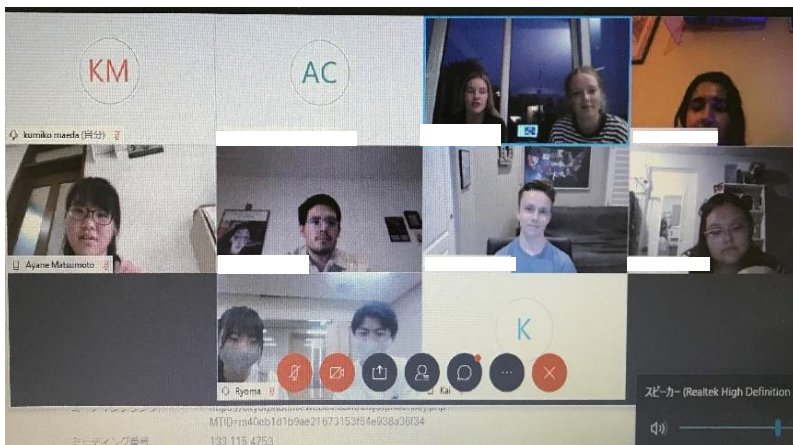 KM
AC
kumiko maeda (自分)
Ayane Matsumoto
K
Ryoma
Kai
スピーカー (Realtek High Definition
MTID=m40eb1d1b9ae21673153f54e938a36f34
ミーティング番号
133 115 4753